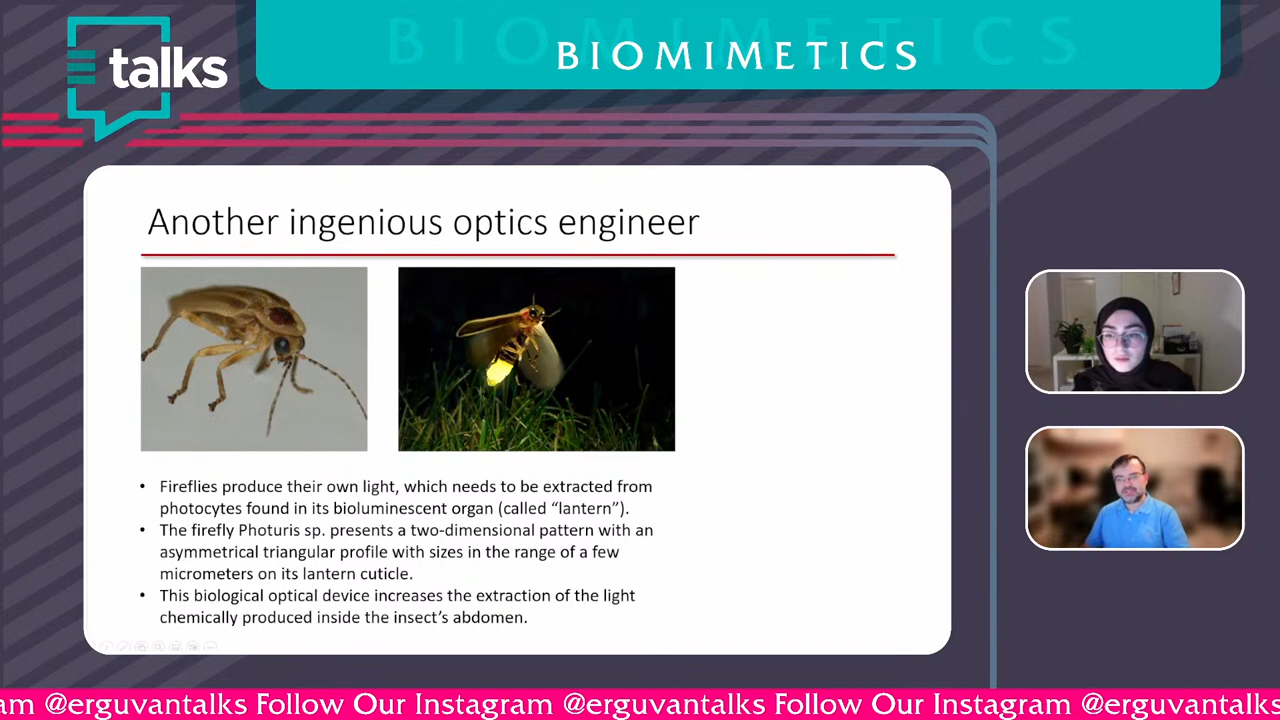 talks
BIOMIMETICS
BIOMIMETICS
Another ingenious optics engineer
• Fireflies produce their own light, which needs to be extracted from
photocytes found in its bioluminescent organ (called “lantern”).
• The firefly Photuris sp. presents a two-dimensional pattern with an
asymmetrical triangular profile with sizes in the range of a few
micrometers on its lantern cuticle.
• This biological optical device increases the extraction of the light
chemically produced inside the insect’s abdomen.
am @erguvantalks Follow Our Instagram @erguvantalks Follow Our Instagram @erguvantalks